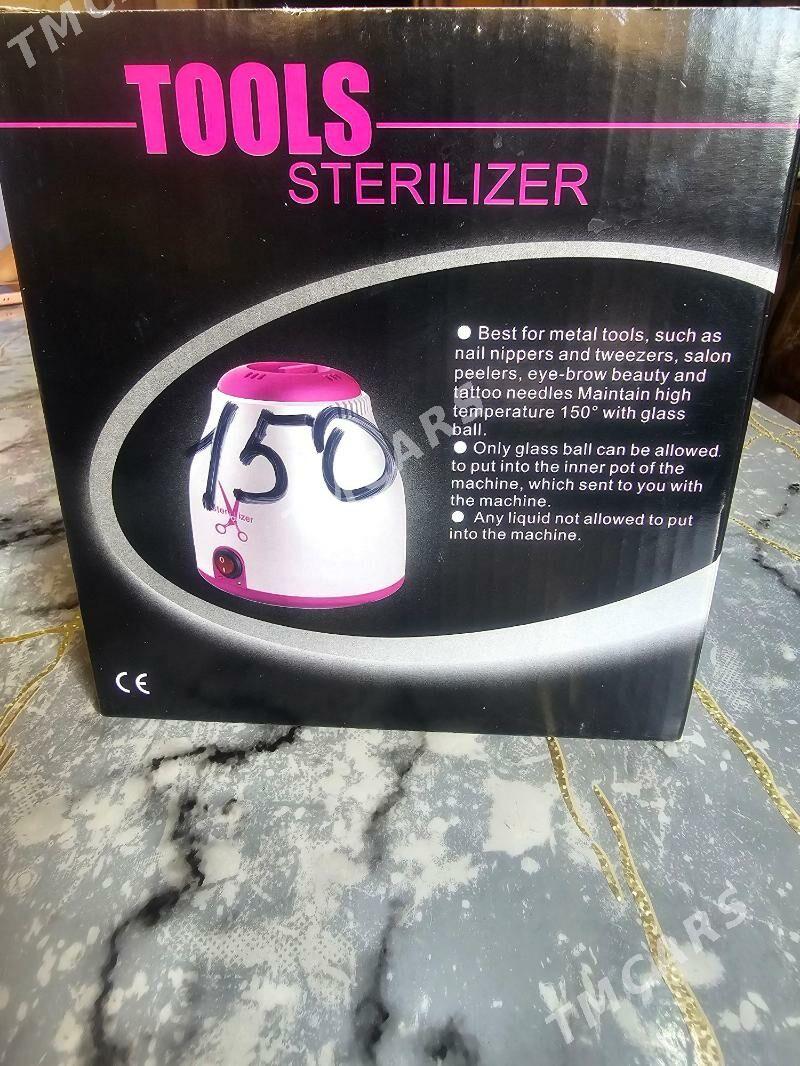 TMCARS
TOOLS
STERILIZER
● Best for metal tools, such as
nail nippers and tweezers, salon
peelers, eye-brow beauty and
tattoo needles Maintain high
temperature 150° with glass
ball.
● Only glass ball can be allowed
to put into the inner pot of the
machine, which sent to you with
the machine.
● Any liquid not allowed to put
into the machine.
150
TMCARS
Sterilizer
CE
TMCARS